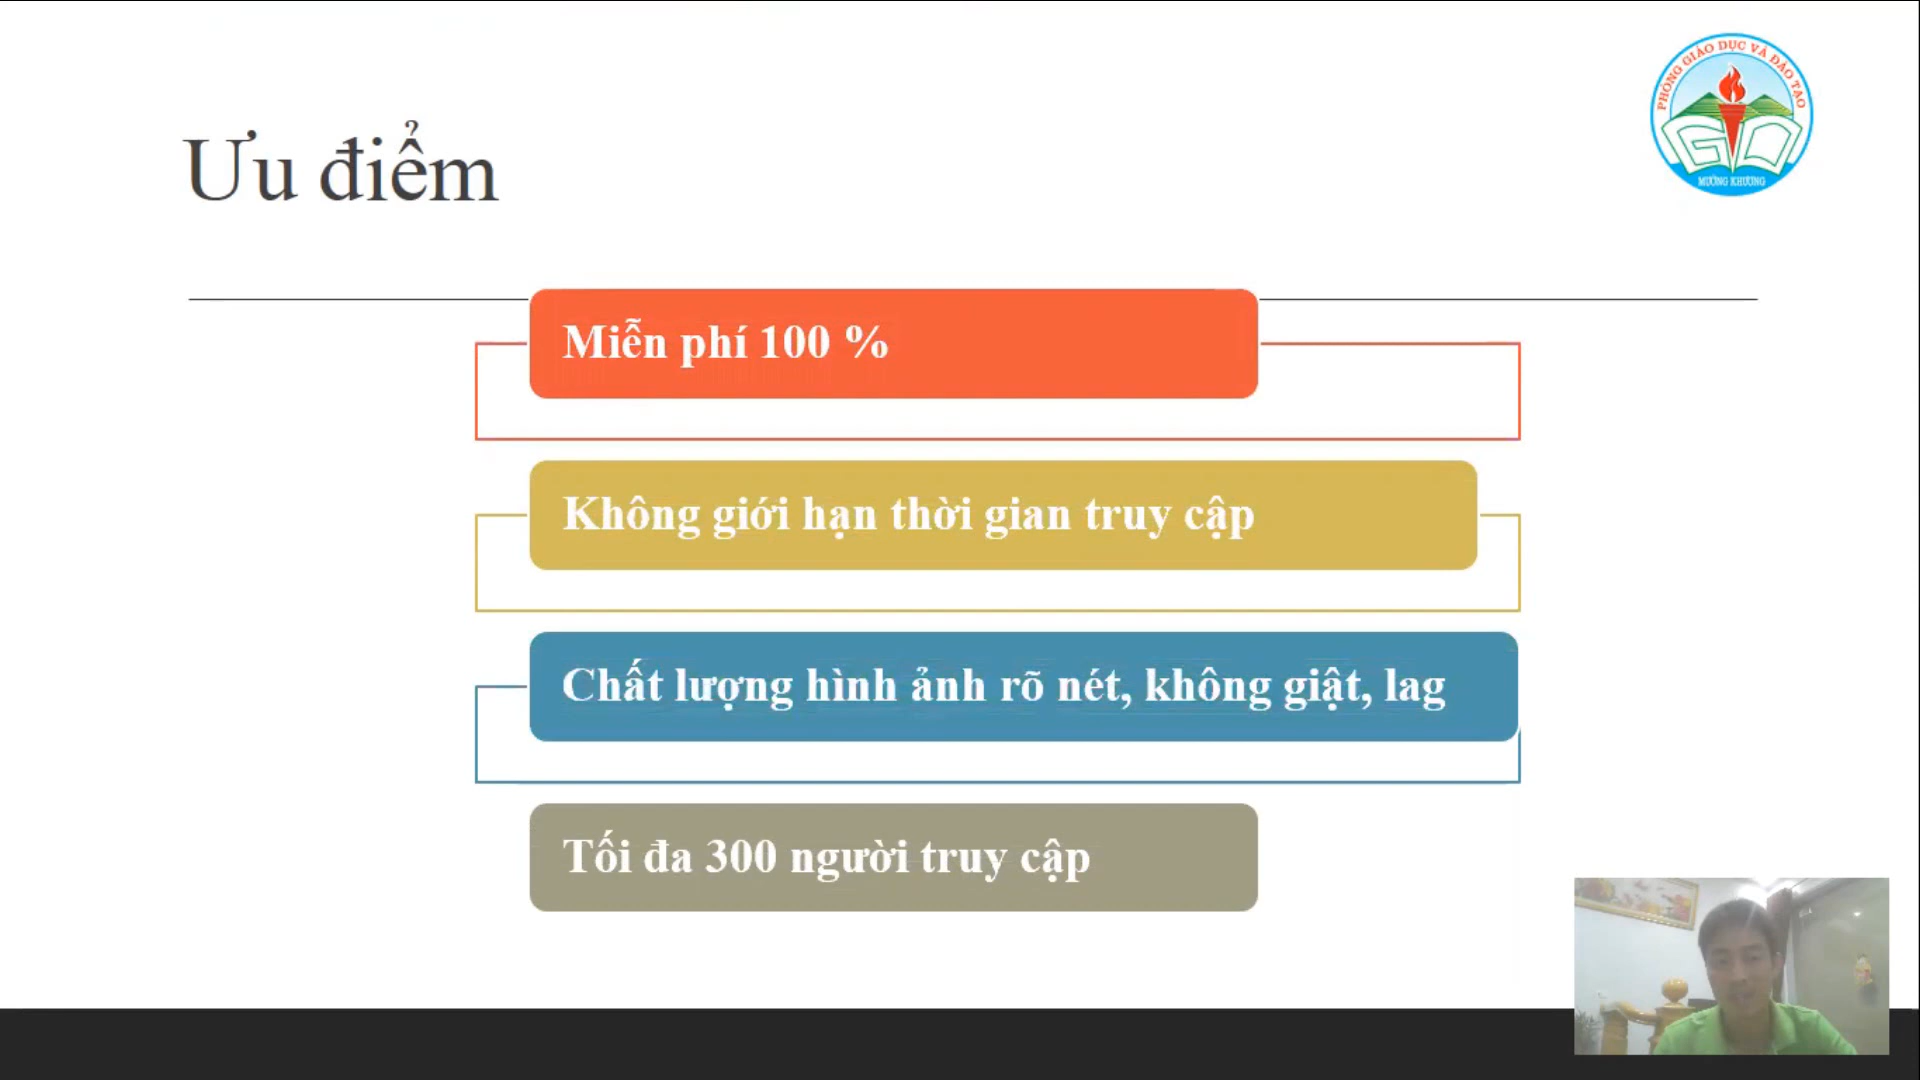 PHÒNG GIÁO DỤC VÀ ĐÀO TẠO
GD
MƯỜNG KHƯƠNG
Ưu điểm
Miễn phí 100 %
Không giới hạn thời gian truy cập
Chất lượng hình ảnh rõ nét, không giật, lag
Tối đa 300 người truy cập